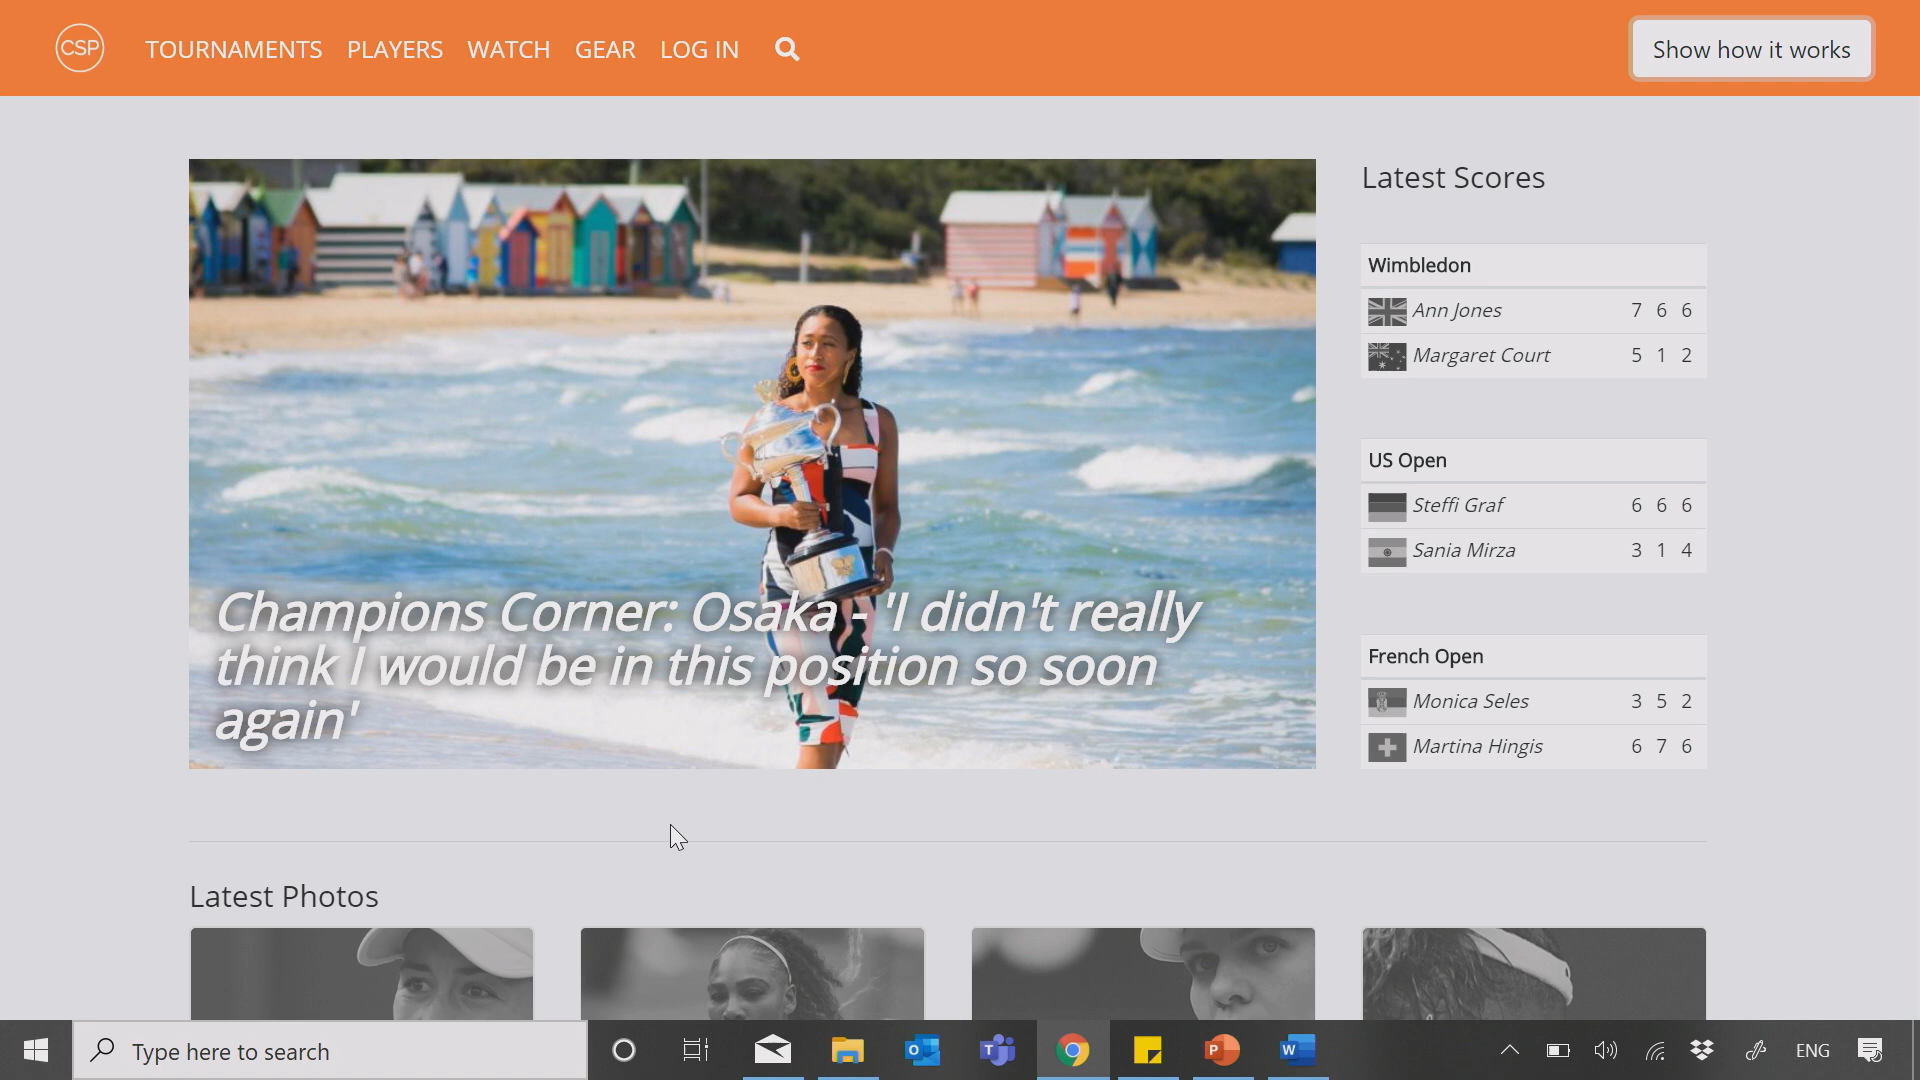 CSP
TOURNAMENTS PLAYERS WATCH GEAR LOG IN
Show how it works
Champions Corner: Osaka - 'I didn't really
think I would be in this position so soon
again'
Latest Scores
Wimbledon
Ann Jones 7 6 6
Margaret Court 5 1 2
US Open
Steffi Graf 6 6 6
Sania Mirza 3 1 4
French Open
Monica Seles 3 5 2
Martina Hingis 6 7 6
Latest Photos
Type here to search
ENG